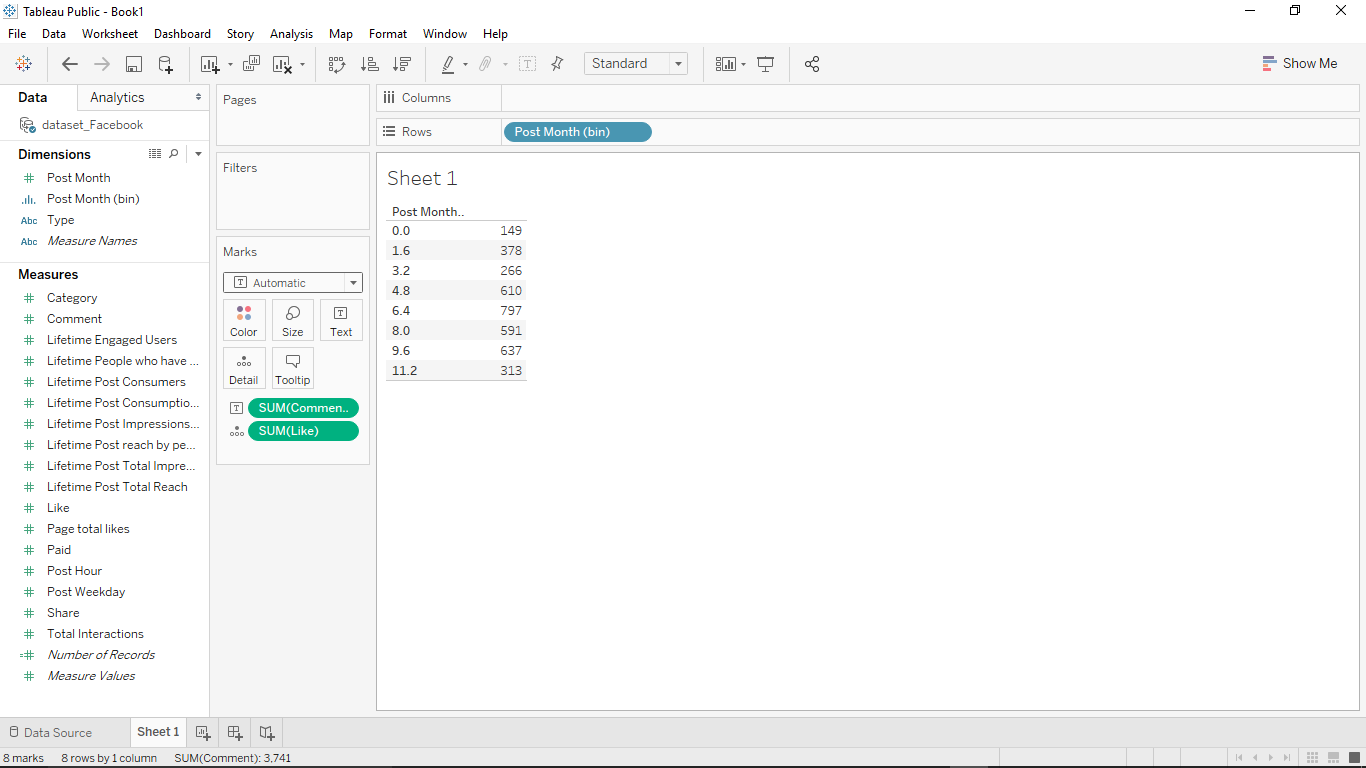 Tableau Public - Book1
File Data Worksheet Dashboard Story Analysis Map Format Window Help
Standard
Show Me
Data
Analytics
dataset_Facebook
Dimensions
Post Month
Post Month (bin)
Abc Type
Abc Measure Names
Measures
Category
Comment
Lifetime Engaged Users
Lifetime People who have ...
Lifetime Post Consumers
Lifetime Post Consumptio...
Lifetime Post Impressions...
Lifetime Post reach by pe...
Lifetime Post Total Impre...
Lifetime Post Total Reach
Like
Page total likes
Paid
Post Hour
Post Weekday
Share
Total Interactions
Number of Records
Measure Values
Pages
Filters
Marks
Automatic
Color Size Text
Detail Tooltip
SUM(Commen..
SUM(Like)
Columns
Rows Post Month (bin)
Sheet 1
Post Month..
0.0 149
1.6 378
3.2 266
4.8 610
6.4 797
8.0 591
9.6 637
11.2 313
Data Source Sheet 1
8 marks 8 rows by 1 column SUM(Comment): 3,741